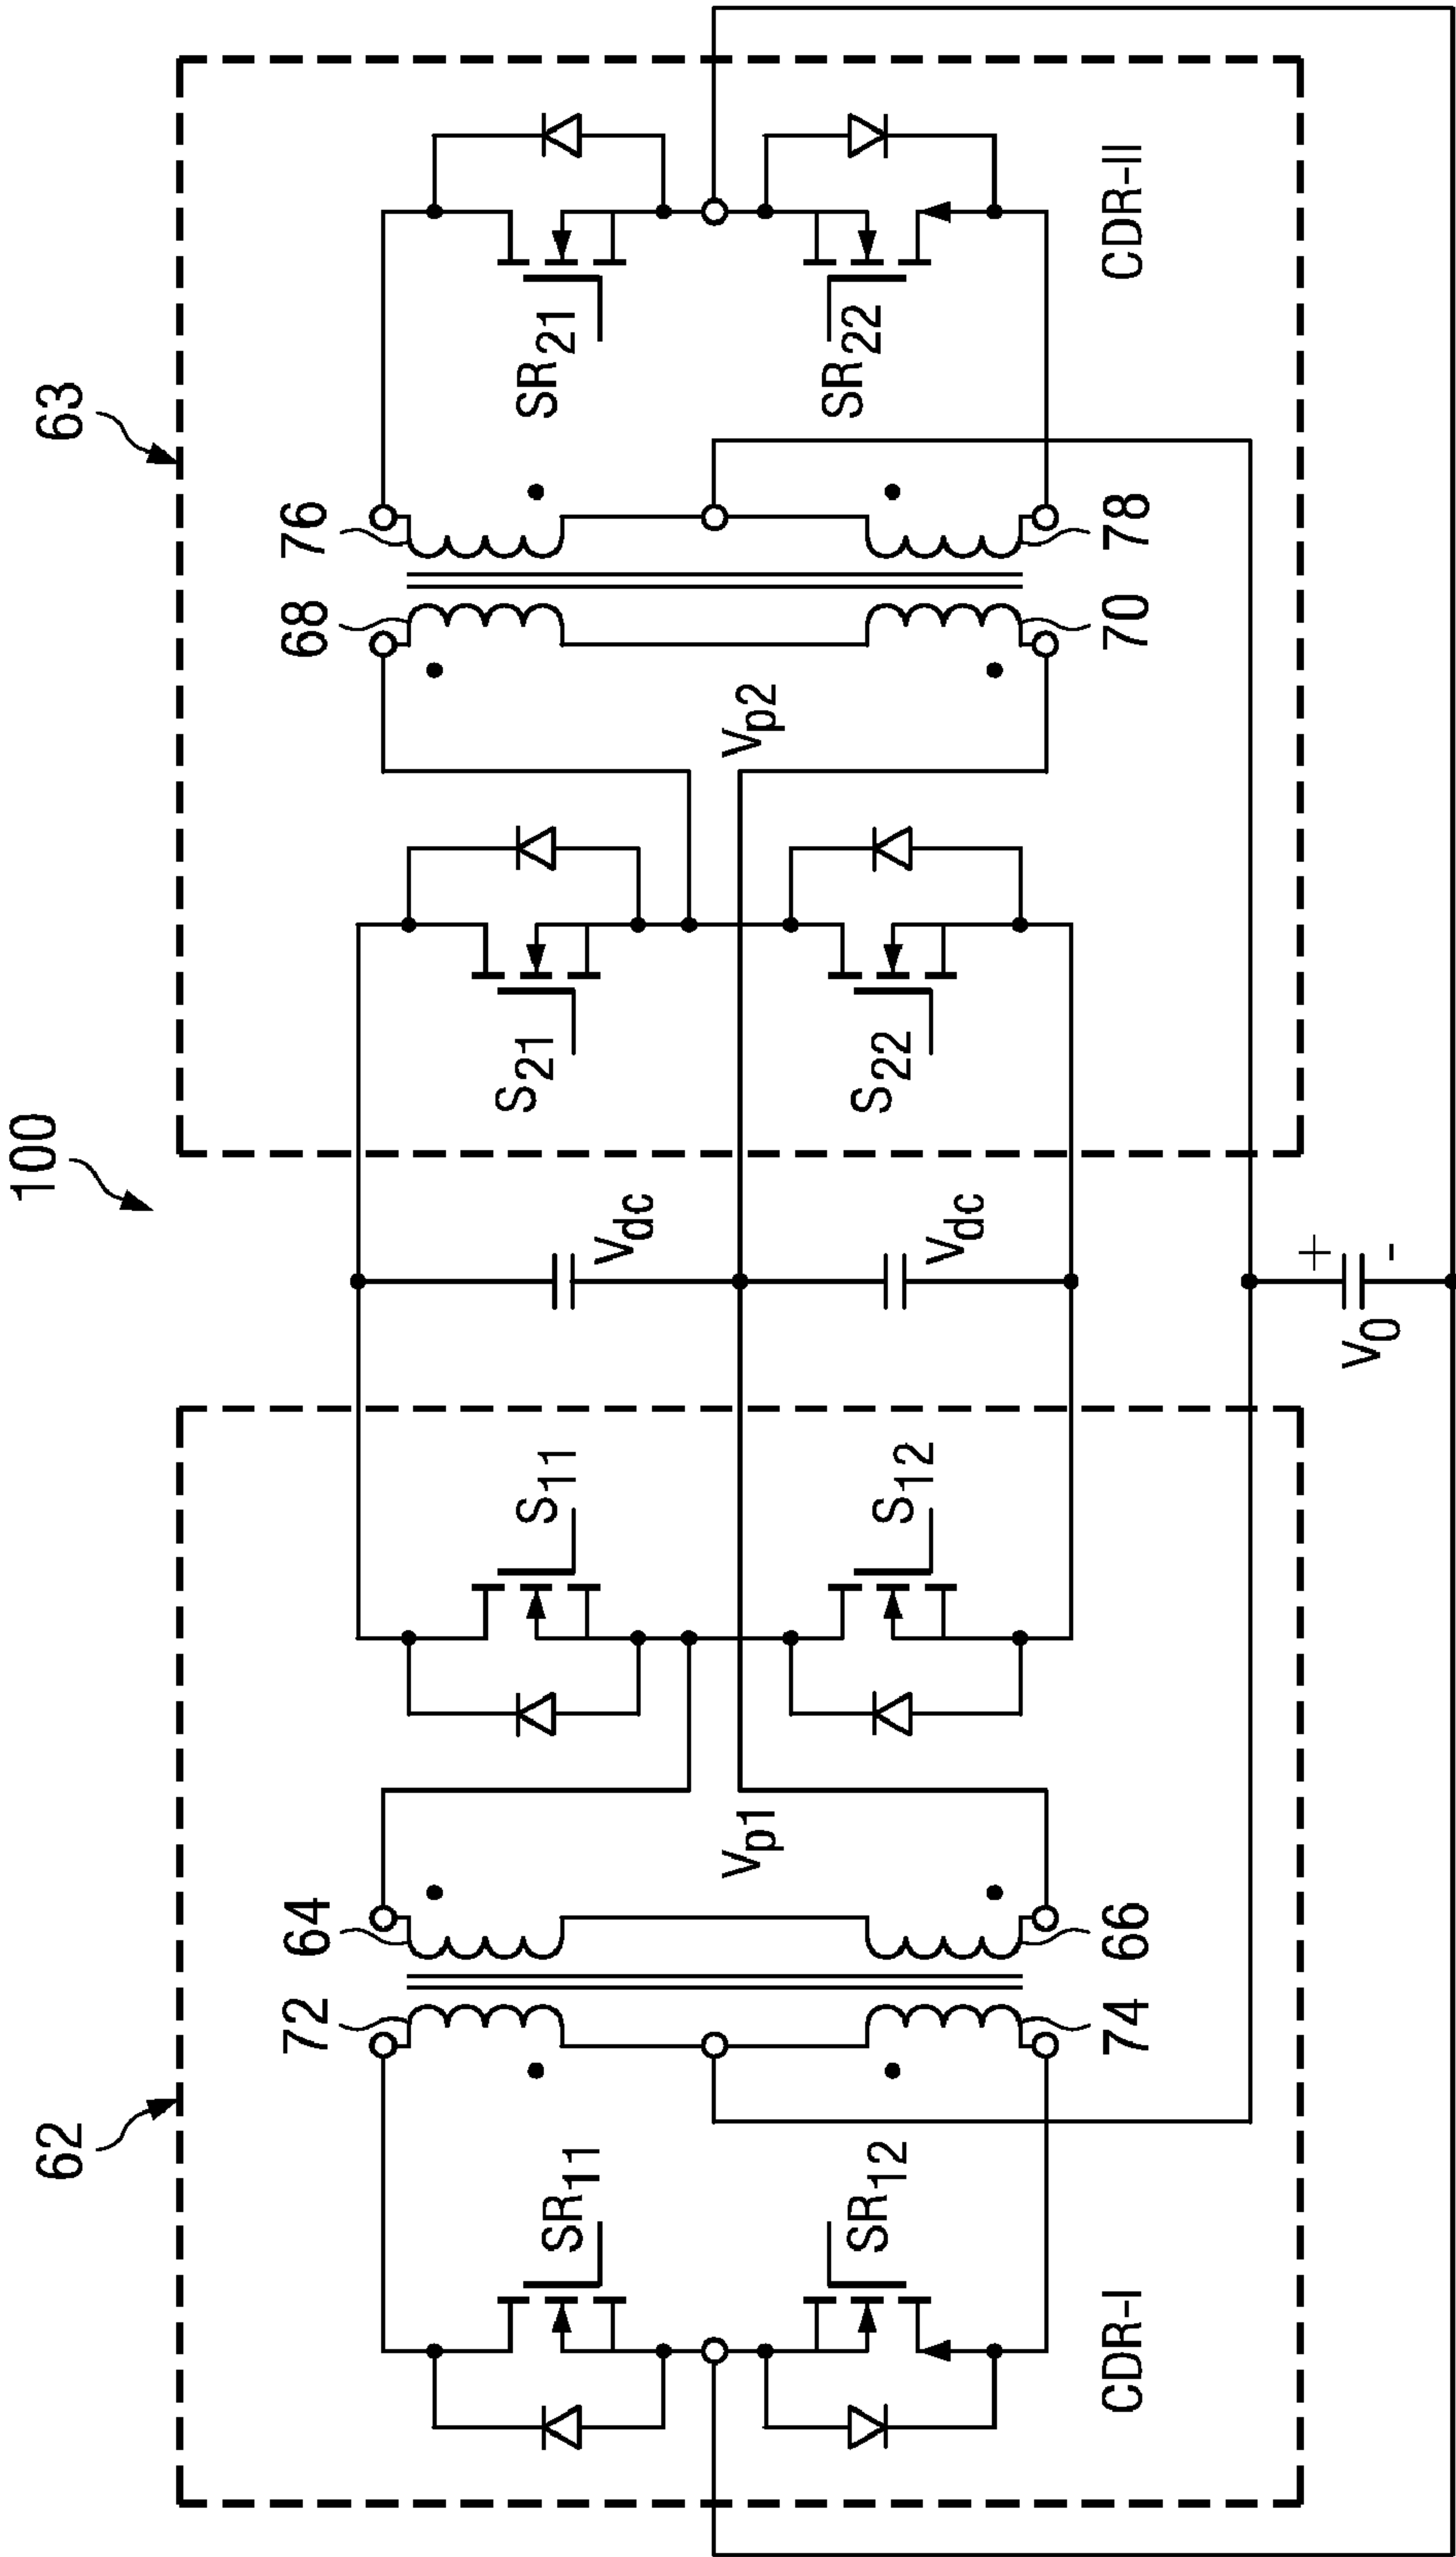 100
62
63
72
64
68
76
SR11
S11
S21
SR21
Vdc
Vp1
Vp2
SR12
S12
S22
SR22
Vdc
74
66
70
78
CDR-I
CDR-II
+
V0
-